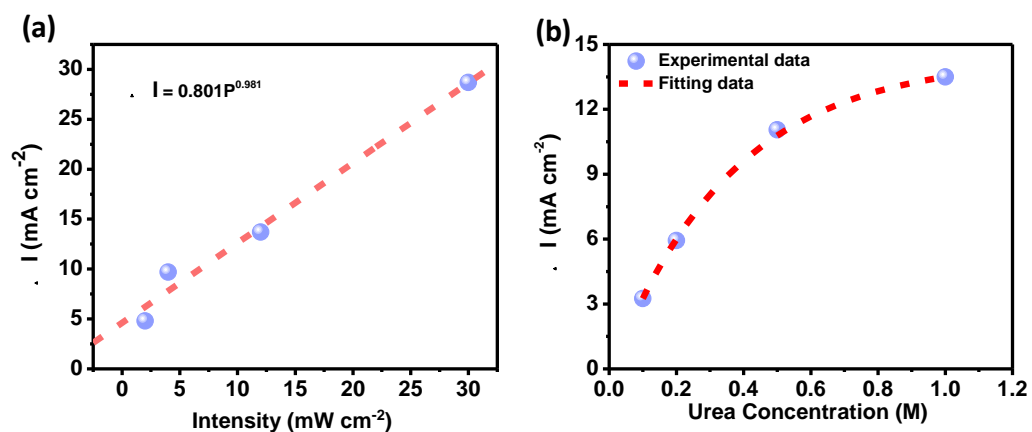 (a)
I = 0.801P^0.981
30
25
20
15
10
5
0
I (mA cm-2)
0 5 10 15 20 25 30
Intensity (mW cm-2)
(b)
Experimental data
Fitting data
15
12
9
6
3
0
I (mA cm-2)
0.0 0.2 0.4 0.6 0.8 1.0 1.2
Urea Concentration (M)